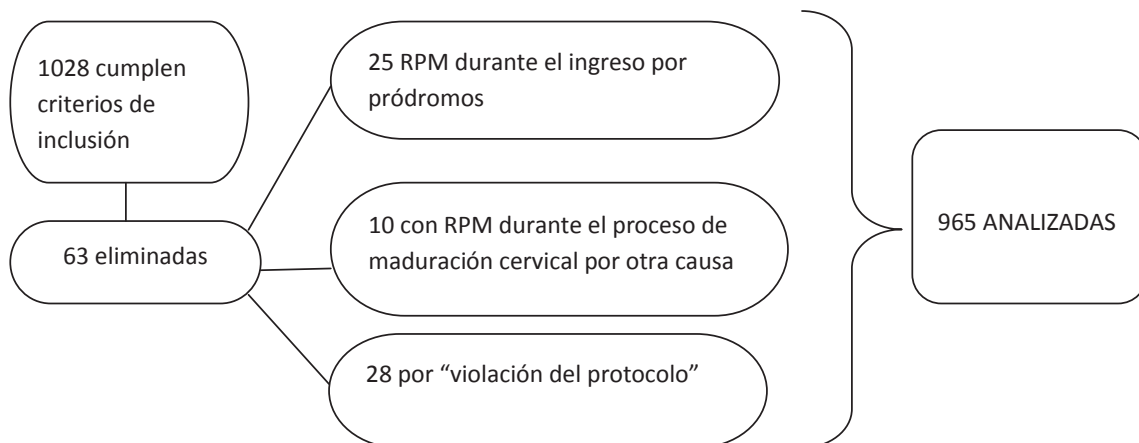 1028 cumplen
criterios de
inclusión
63 eliminadas
25 RPM durante el ingreso por
pródromos
10 con RPM durante el proceso de
maduración cervical por otra causa
28 por “violación del protocolo”
965 ANALIZADAS